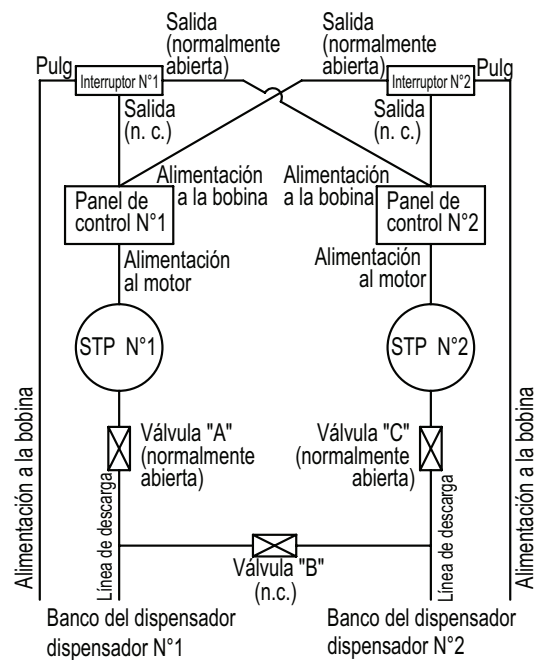 Salida
(normalmente
abierta)
Salida
(normalmente
abierta)
Pulg
Interruptor N°1
Interruptor N°2
Pulg
Salida
(n. c.)
Salida
(n. c.)
Alimentación
a la bobina
Alimentación
a la bobina
Panel de
control N°1
Panel de
control N°2
Alimentación
al motor
Alimentación
al motor
STP N°1
STP N°2
Válvula "A"
(normalmente
abierta)
Válvula "C"
(normalmente
abierta)
Alimentación a la bobina
Línea de descarga
Línea de descarga
Alimentación a la bobina
Válvula "B"
(n.c.)
Banco del dispensador
dispensador N°1
Banco del dispensador
dispensador N°2